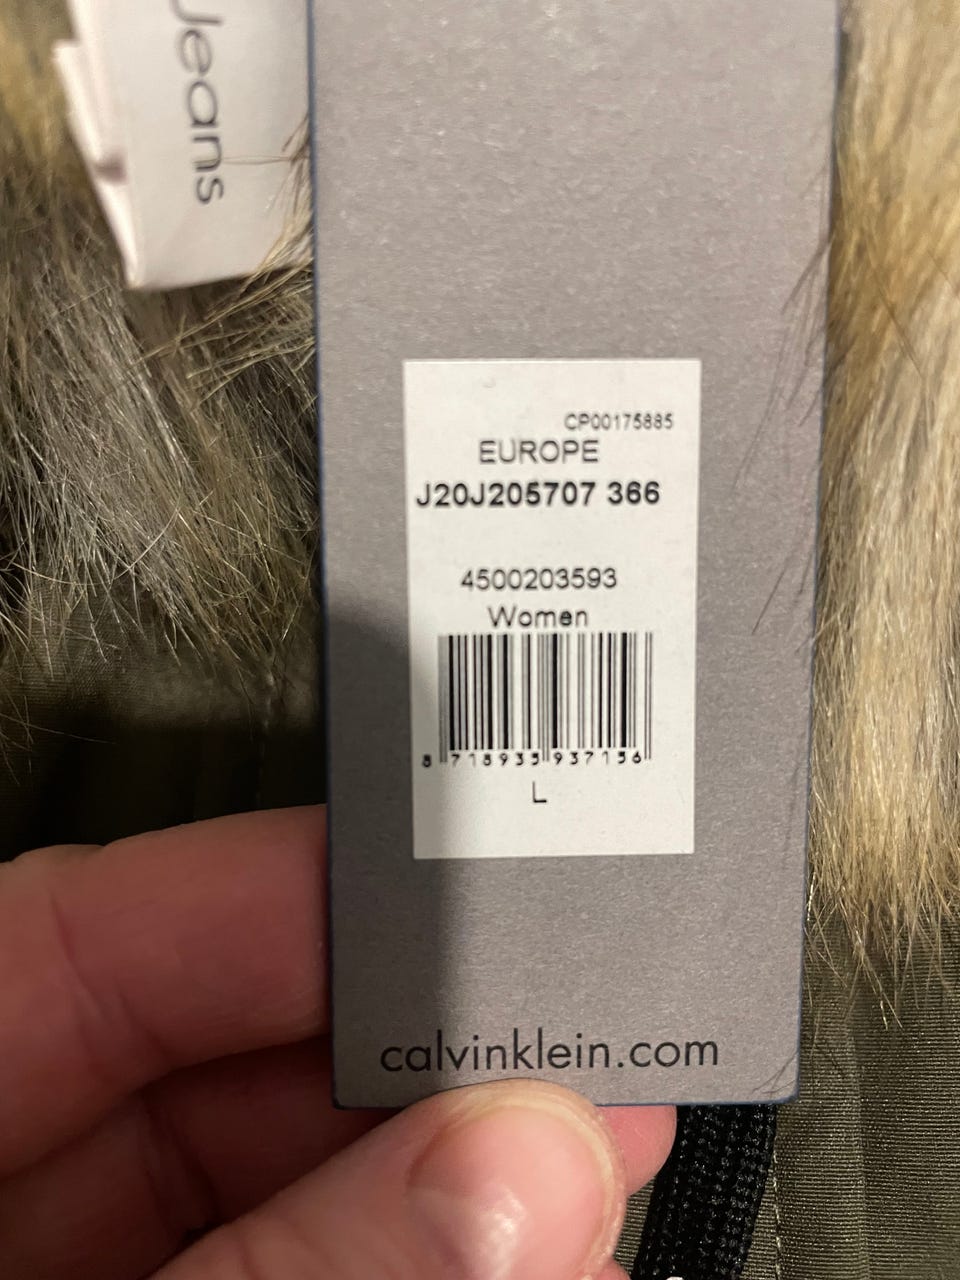 Jeans
CP00175885
EUROPE
J20J205707 366
4500203593
Women
8 718935 937156
L
calvinklein.com